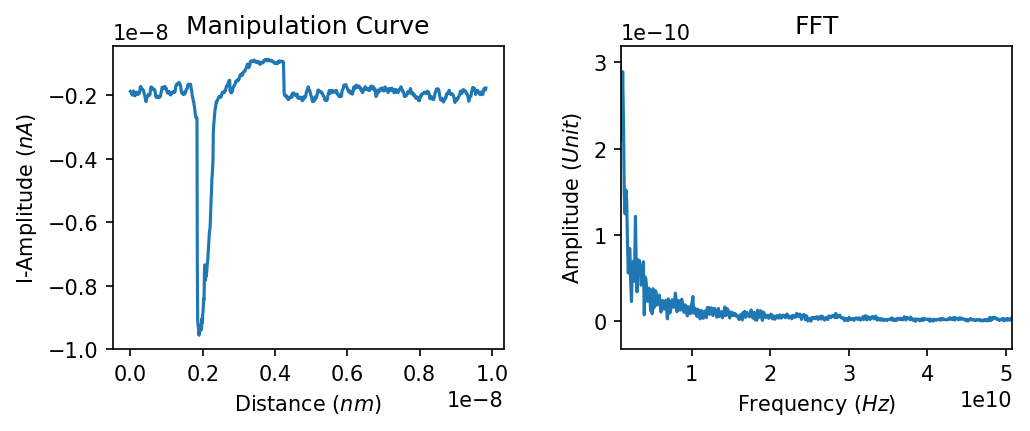 Manipulation Curve
1e−8
I-Amplitude (nA)
−0.2
−0.4
−0.6
−0.8
−1.0
0.0 0.2 0.4 0.6 0.8 1.0
Distance (nm)
1e−8
FFT
1e−10
Amplitude (Unit)
3
2
1
0
1 2 3 4 5
Frequency (Hz)
1e10